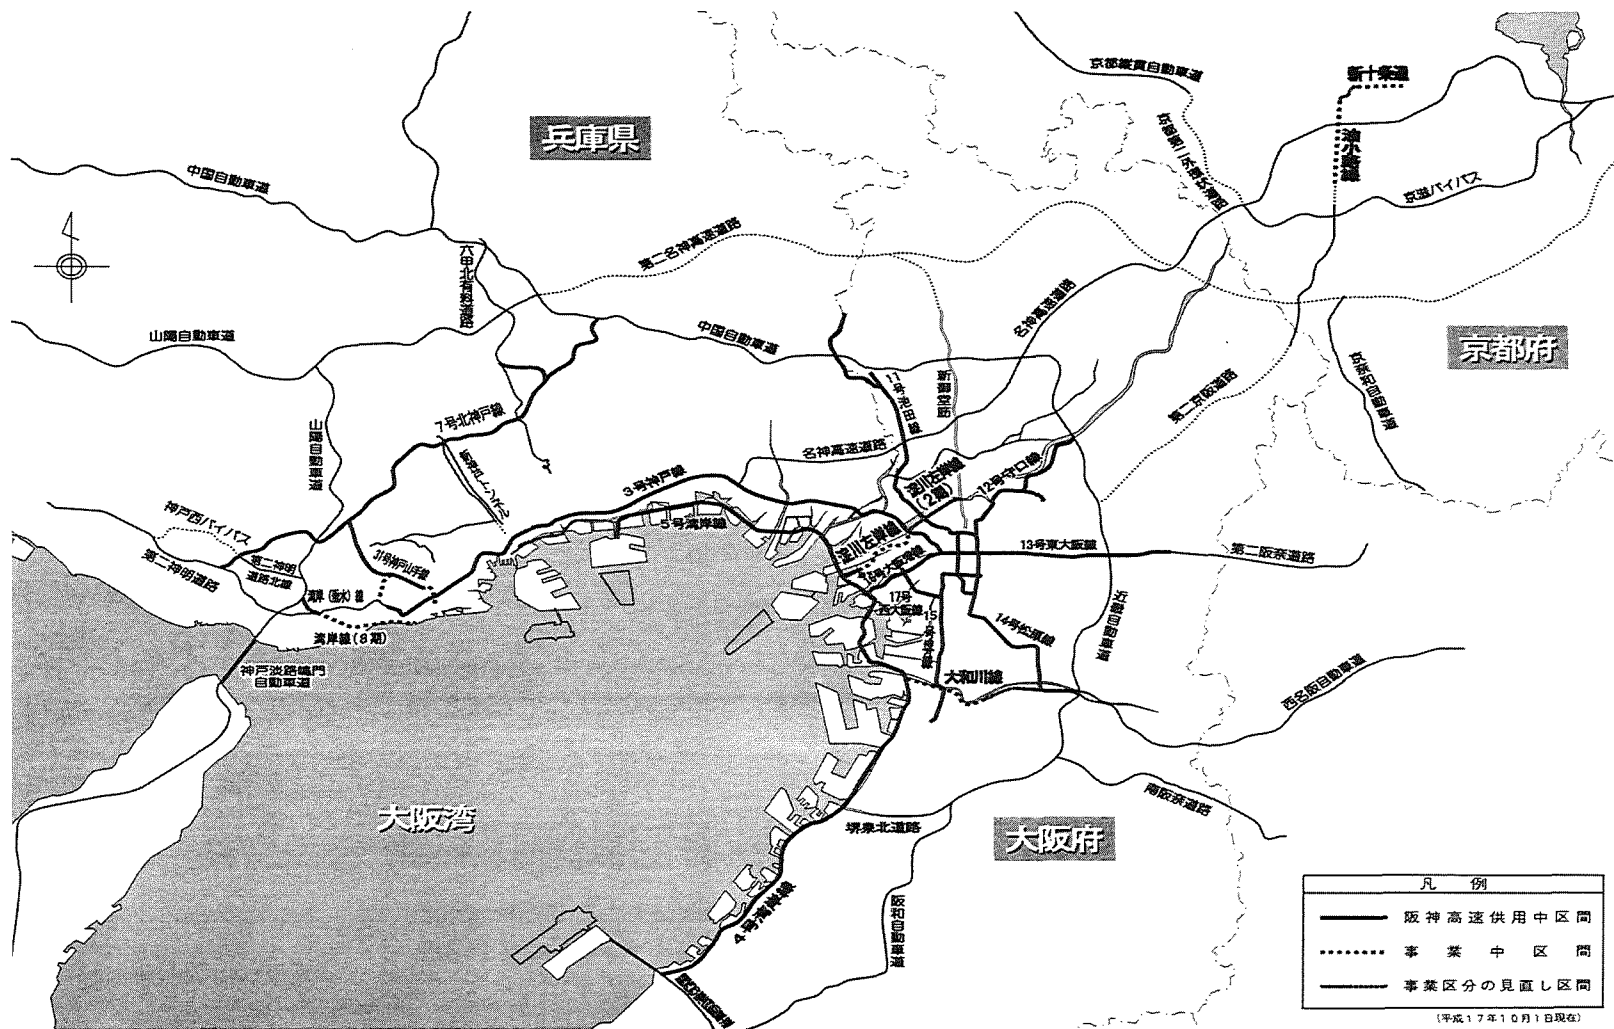 京都縦貫自動車道
新十条通
兵庫県
油小路線
京都第二外環状道路
中国自動車道
京滋バイパス
第二名神高速道路
六甲北有料道路
名神高速道路
山陽自動車道
中国自動車道
京都府
京奈和自動車道
11号池田線
新御堂筋
第二京阪道路
7号北神戸線
山陽自動車道
名神高速道路
3号神戸線
淀川左岸線
(2期)
12号守口線
神戸西バイパス
5号湾岸線
淀川左岸線
13号東大阪線
第二阪奈道路
第二神明道路
第二神明
道路北線
31号神戸山手線
16号大阪港線
湾岸(垂水)線
17号
西大阪線
15号堺線
14号松原線
近畿自動車道
湾岸線(8期)
神戸淡路鳴門
自動車道
大和川線
西名阪自動車道
大阪湾
南阪奈道路
堺泉北道路
大阪府
4号湾岸線
阪和自動車道
凡例
阪神高速供用中区間
事業中区間
事業区分の見直し区間
(平成17年10月1日現在)